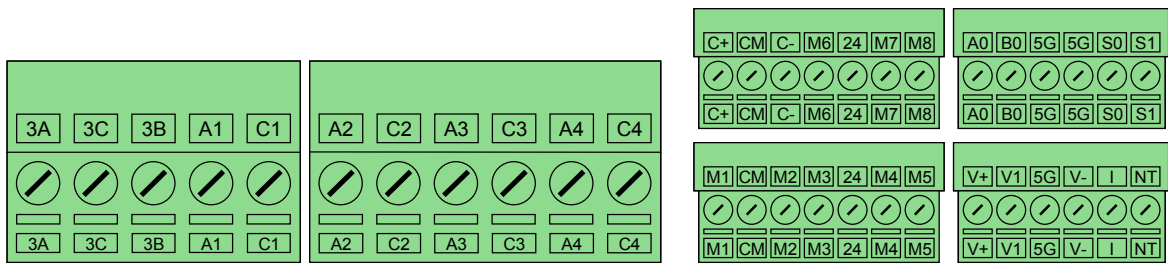 C+ CM C- M6 24 M7 M8
C+ CM C- M6 24 M7 M8
A0 B0 5G 5G S0 S1
A0 B0 5G 5G S0 S1
3A 3C 3B A1 C1
3A 3C 3B A1 C1
A2 C2 A3 C3 A4 C4
A2 C2 A3 C3 A4 C4
M1 CM M2 M3 24 M4 M5
M1 CM M2 M3 24 M4 M5
V+ V1 5G V- I NT
V+ V1 5G V- I NT